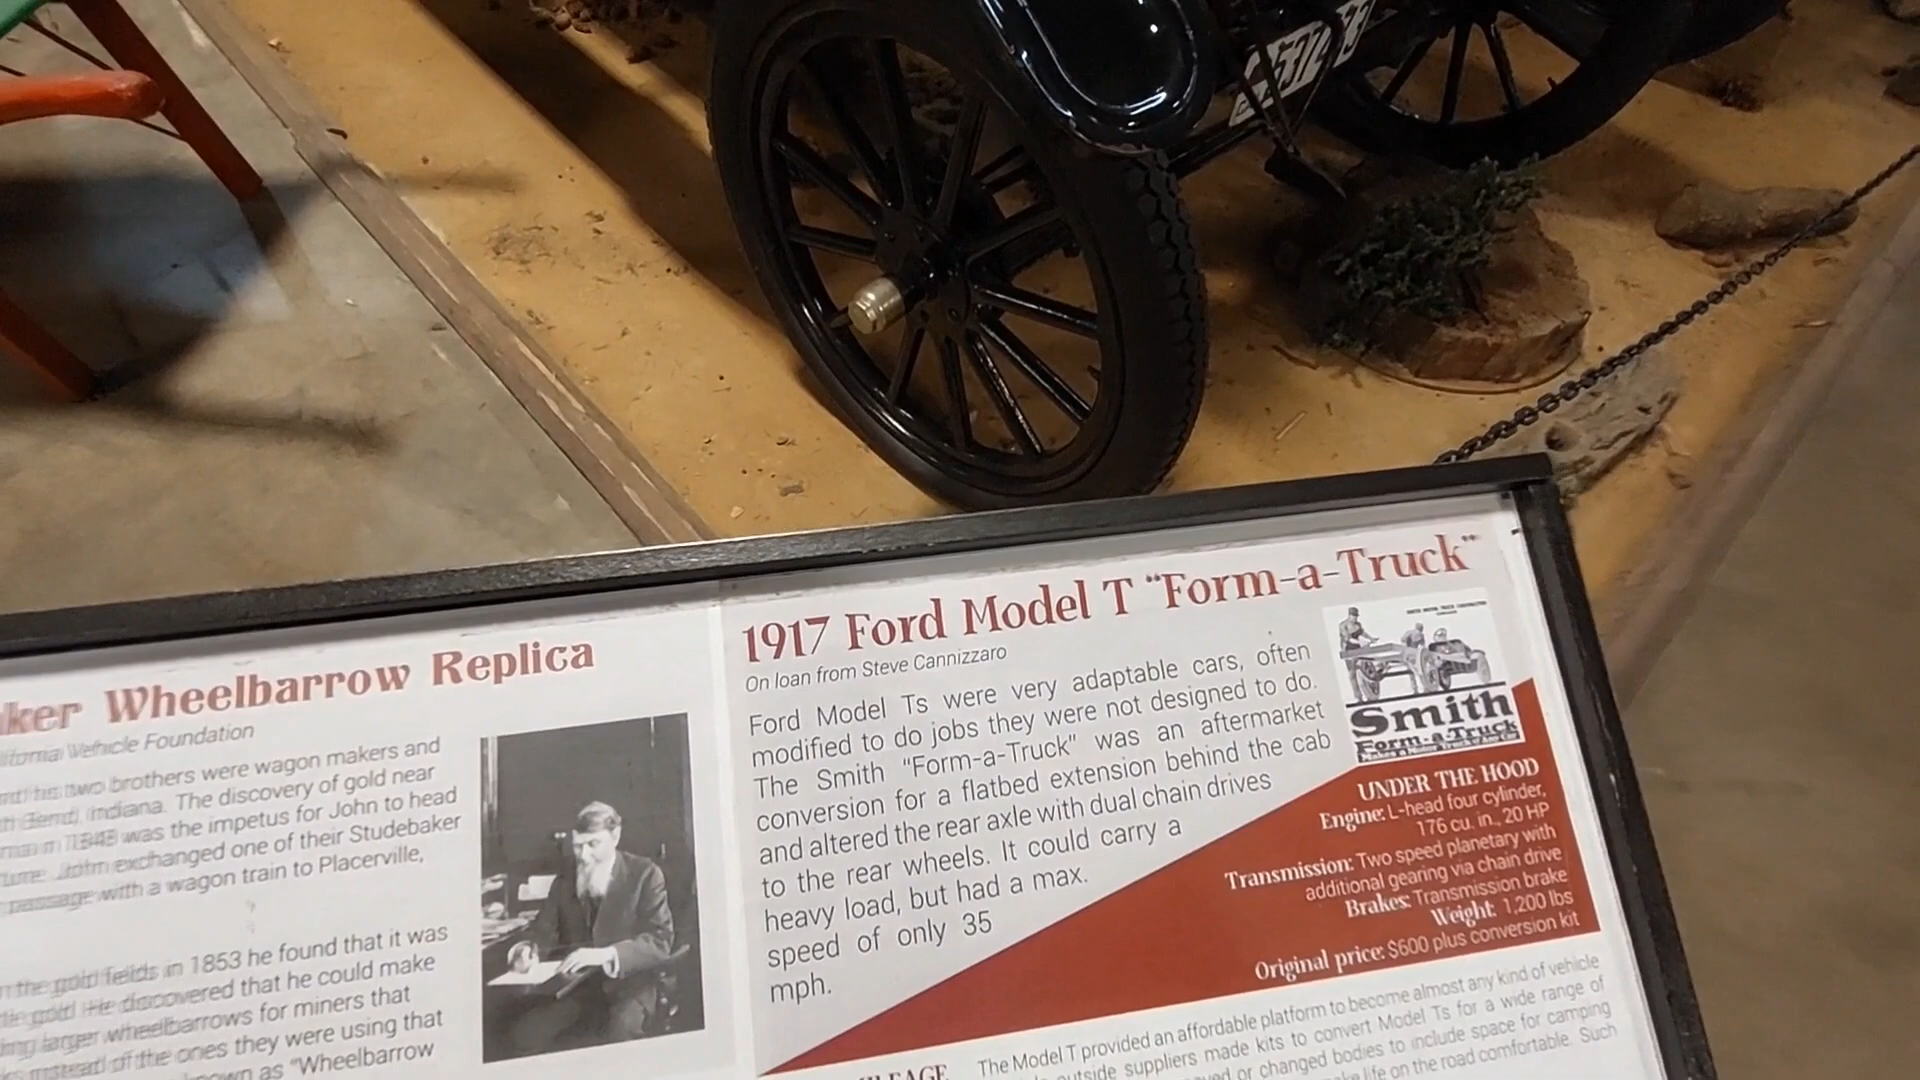 Wheelbarrow Replica
Vehicle Foundation
two brothers were wagon makers and
Indiana. The discovery of gold near
was the impetus for John to head
John exchanged one of their Studebaker
passage with a wagon train to Placerville,
the gold fields in 1853 he found that it was
gold. He discovered that he could make
larger wheelbarrows for miners that
instead of the ones they were using that
known as "Wheelbarrow
1917 Ford Model T "Form-a-Truck"
On loan from Steve Cannizzaro
Ford Model Ts were very adaptable cars, often
modified to do jobs they were not designed to do.
The Smith "Form-a-Truck" was an aftermarket
conversion for a flatbed extension behind the cab
and altered the rear axle with dual chain drives
to the rear wheels. It could carry a
heavy load, but had a max.
speed of only 35
mph.
Smith
Form-a-Truck
UNDER THE HOOD
Engine: L-head four cylinder,
176 cu. in., 20 HP
Transmission: Two speed planetary with
additional gearing via chain drive
Brakes: Transmission brake
Weight: 1,200 lbs
Original price: $600 plus conversion kit
The Model T provided an affordable platform to become almost any kind of vehicle
outside suppliers made kits to convert Model Ts for a wide range of
or changed bodies to include space for camping
life on the road comfortable. Such